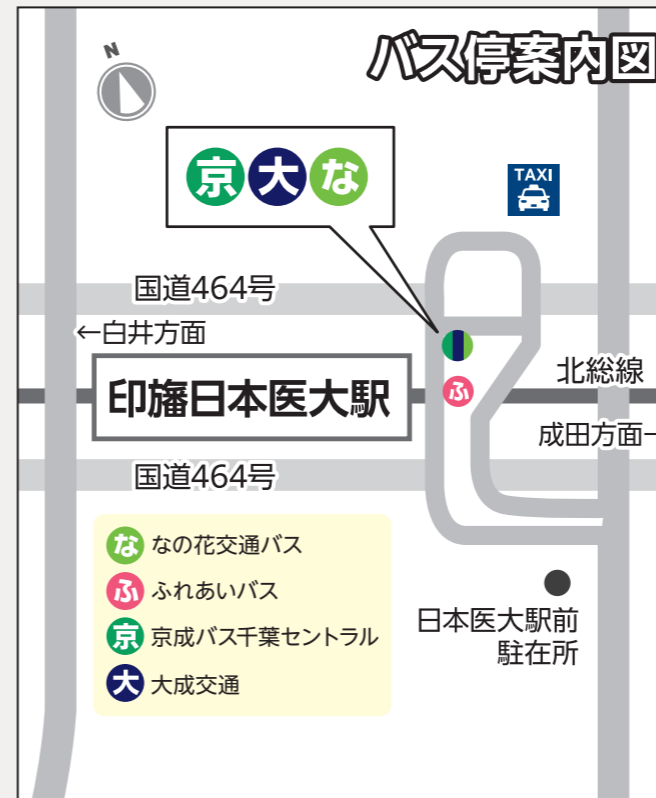 バス停案内図
N
京大な
TAXI
国道464号
←白井方面
印旛日本医大駅
ふ
北総線
成田方面→
国道464号
な なの花交通バス
ふ ふれあいバス
京 京成バス千葉セントラル
大 大成交通
日本医大駅前
駐在所